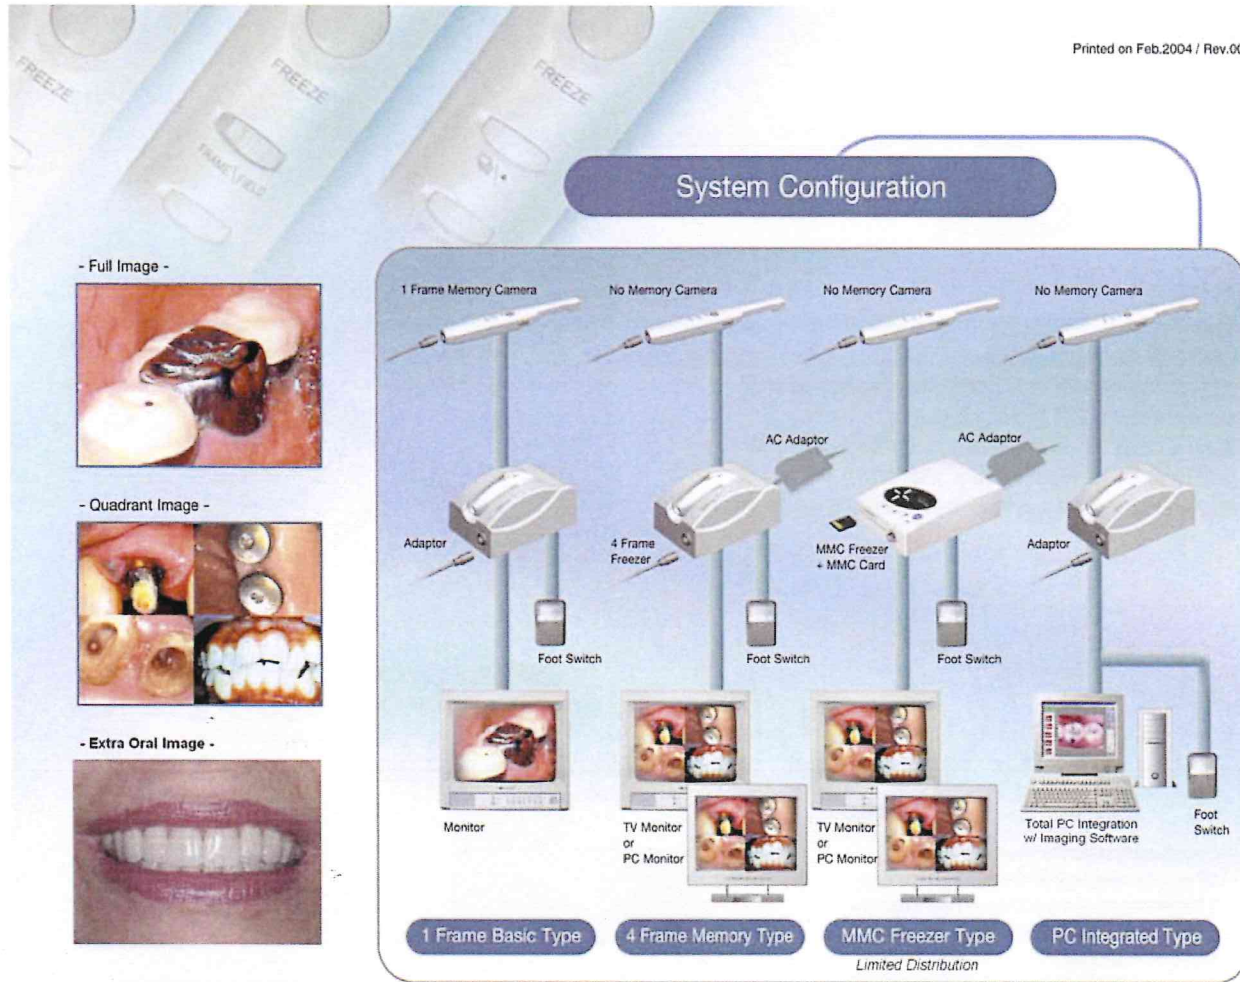 Printed on Feb.2004 / Rev.00
FREEZE
FREEZE
FREEZE
FRAME\FIELD
System Configuration
- Full Image -
- Quadrant Image -
- Extra Oral Image -
1 Frame Memory Camera
No Memory Camera
No Memory Camera
No Memory Camera
AC Adaptor
AC Adaptor
Adaptor
4 Frame
Freezer
MMC Freezer
+ MMC Card
Adaptor
Foot Switch
Foot Switch
Foot Switch
Monitor
TV Monitor
or
PC Monitor
TV Monitor
or
PC Monitor
Total PC Integration
w/ Imaging Software
Foot
Switch
1 Frame Basic Type
4 Frame Memory Type
MMC Freezer Type
PC Integrated Type
Limited Distribution